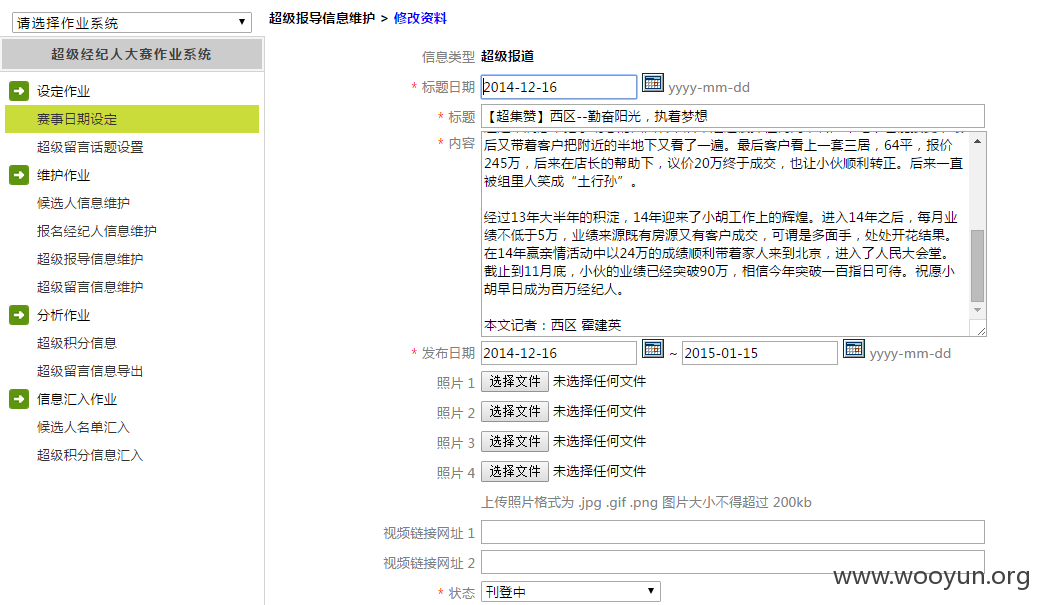 请选择作业系统
超级报导信息维护 > 修改资料
超级经纪人大赛作业系统
设定作业
赛事日期设定
超级留言话题设置
维护作业
候选人信息维护
报名经纪人信息维护
超级报导信息维护
超级留言信息维护
分析作业
超级积分信息
超级留言信息导出
信息汇入作业
候选人名单汇入
超级积分信息汇入
信息类型 超级报道
* 标题日期 2014-12-16 yyyy-mm-dd
* 标题 【超集赞】西区--勤奋阳光，执着梦想
* 内容
后又带着客户把附近的半地下又看了一遍。最后客户看上一套三居，64平，报价
245万，后来在店长的帮助下，议价20万终于成交，也让小伙顺利转正。后来一直
被组里人笑成“土行孙”。
经过13年大半年的积淀，14年迎来了小胡工作上的辉煌。进入14年之后，每月业
绩不低于5万，业绩来源既有房源又有客户成交，可谓是多面手，处处开花结果。
在14年赢亲情活动中以24万的成绩顺利带着家人来到北京，进入了人民大会堂。
截止到11月底，小伙的业绩已经突破90万，相信今年突破一百指日可待。祝愿小
胡早日成为百万经纪人。
本文记者：西区 霍建英
* 发布日期 2014-12-16 ~ 2015-01-15 yyyy-mm-dd
照片 1 选择文件 未选择任何文件
照片 2 选择文件 未选择任何文件
照片 3 选择文件 未选择任何文件
照片 4 选择文件 未选择任何文件
上传照片格式为 .jpg .gif .png 图片大小不得超过 200kb
视频链接网址 1
视频链接网址 2
* 状态 刊登中
www.wooyun.org